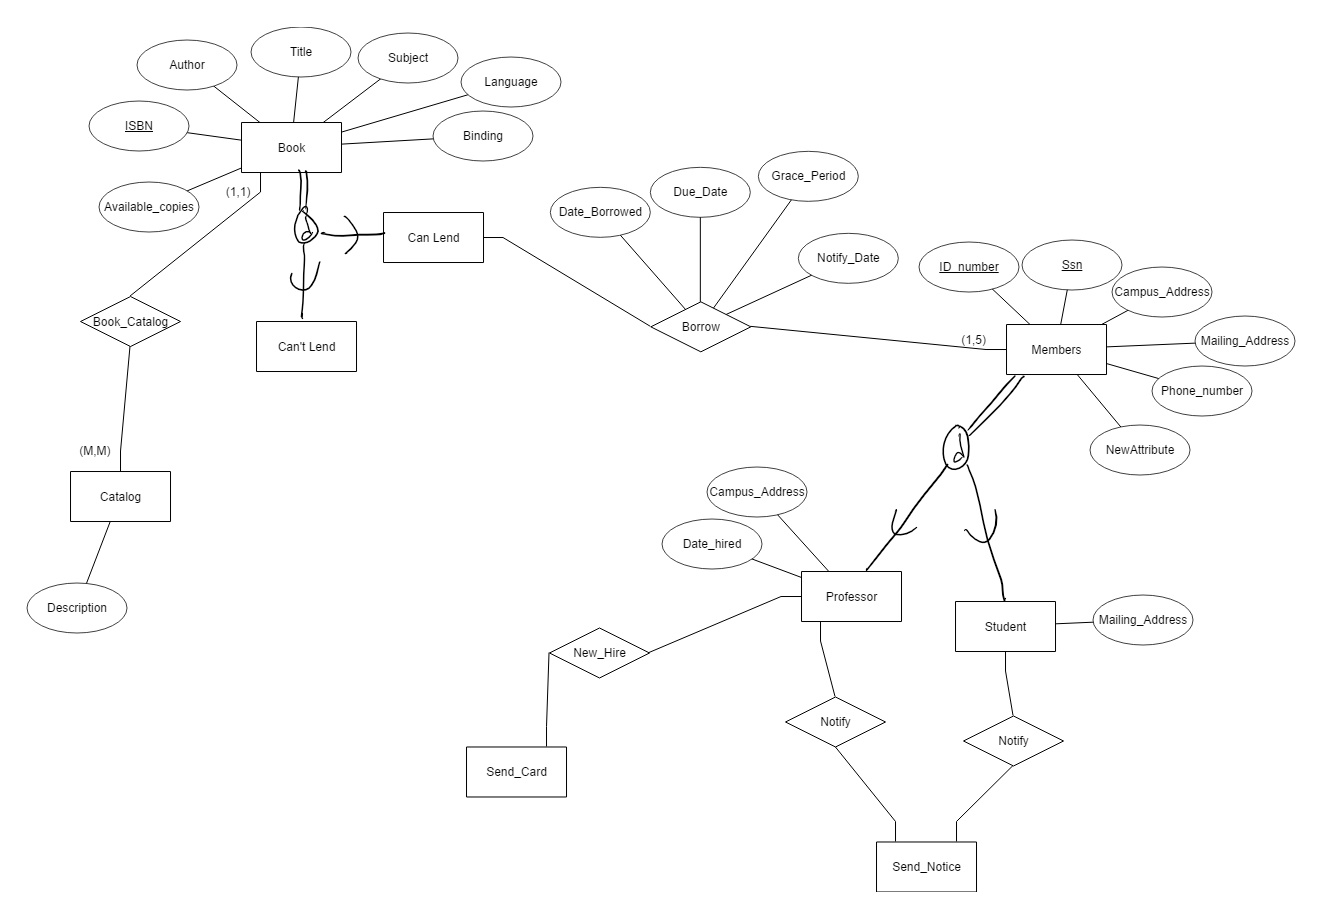 Title
Subject
Author
Language
ISBN
Binding
Book
Grace_Period
(1,1)
Due_Date
Available_copies
Date_Borrowed
d
Can Lend
Notify_Date
Ssn
ID_number
Campus_Address
Book_Catalog
Borrow
(1,5)
Mailing_Address
Can't Lend
Members
Phone_number
d
NewAttribute
(M,M)
Campus_Address
Catalog
Date_hired
Professor
Description
Mailing_Address
Student
New_Hire
Notify
Notify
Send_Card
Send_Notice